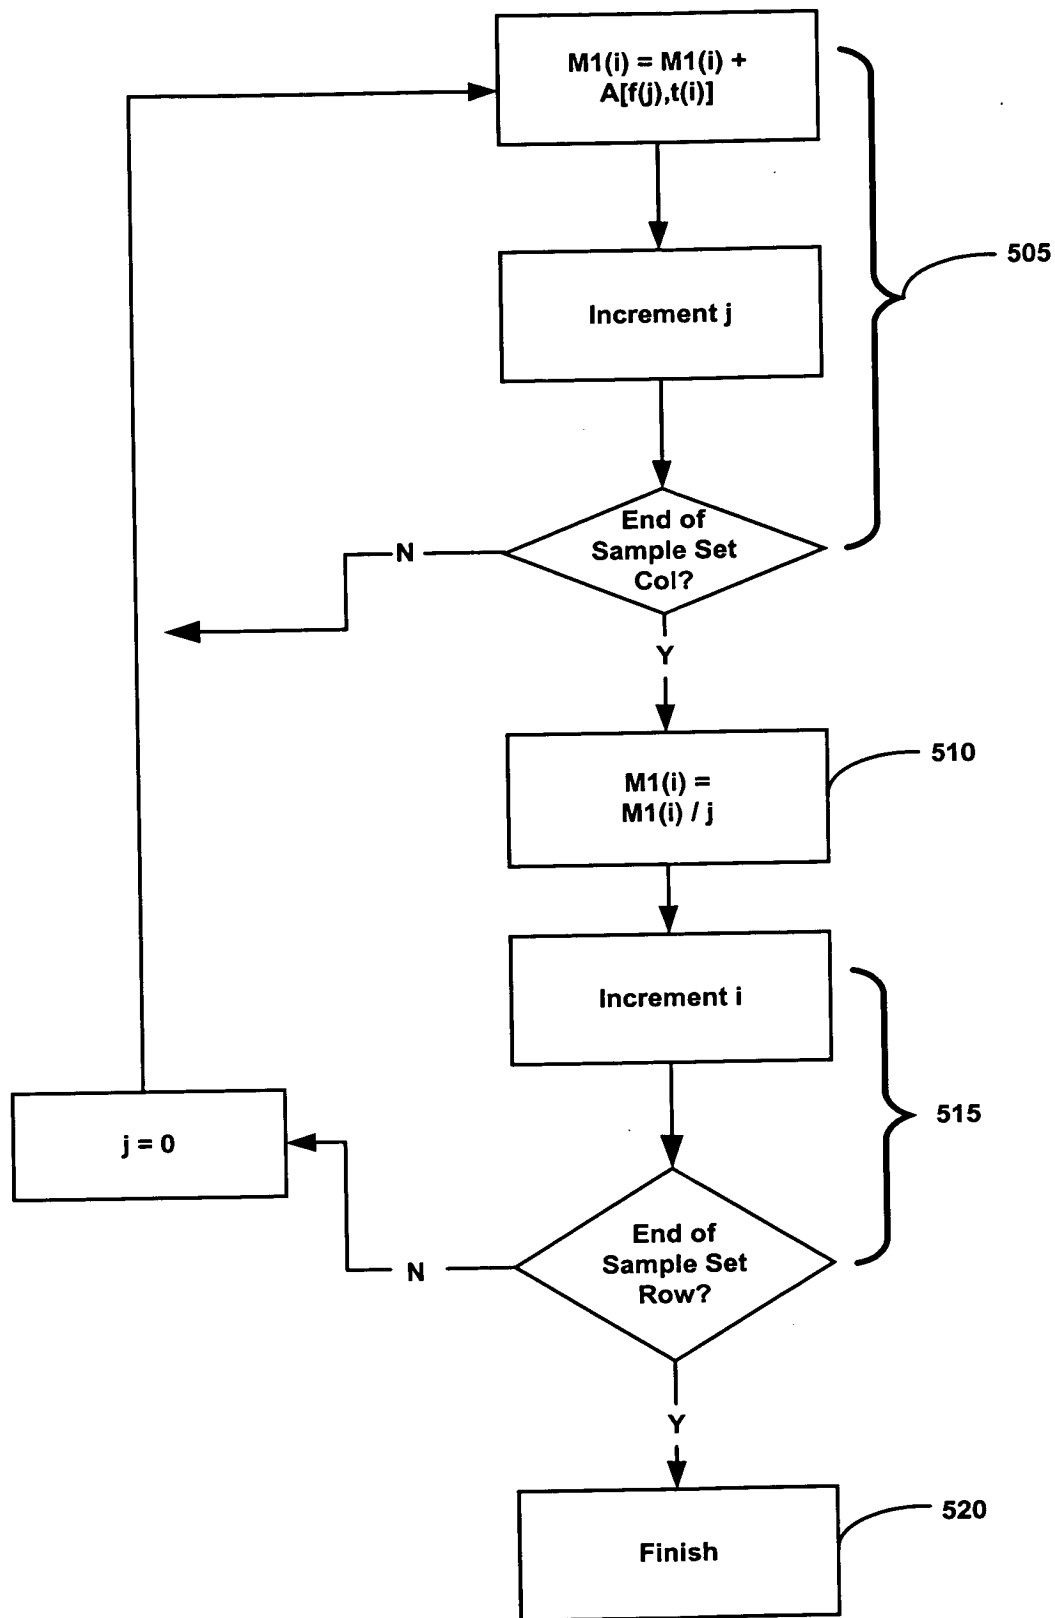 M1(i) = M1(i) +
A[f(j),t(i)]
505
Increment j
End of
Sample Set
Col?
N
Y
M1(i) =
M1(i) / j
510
Increment i
515
j = 0
End of
Sample Set
Row?
N
Y
Finish
520